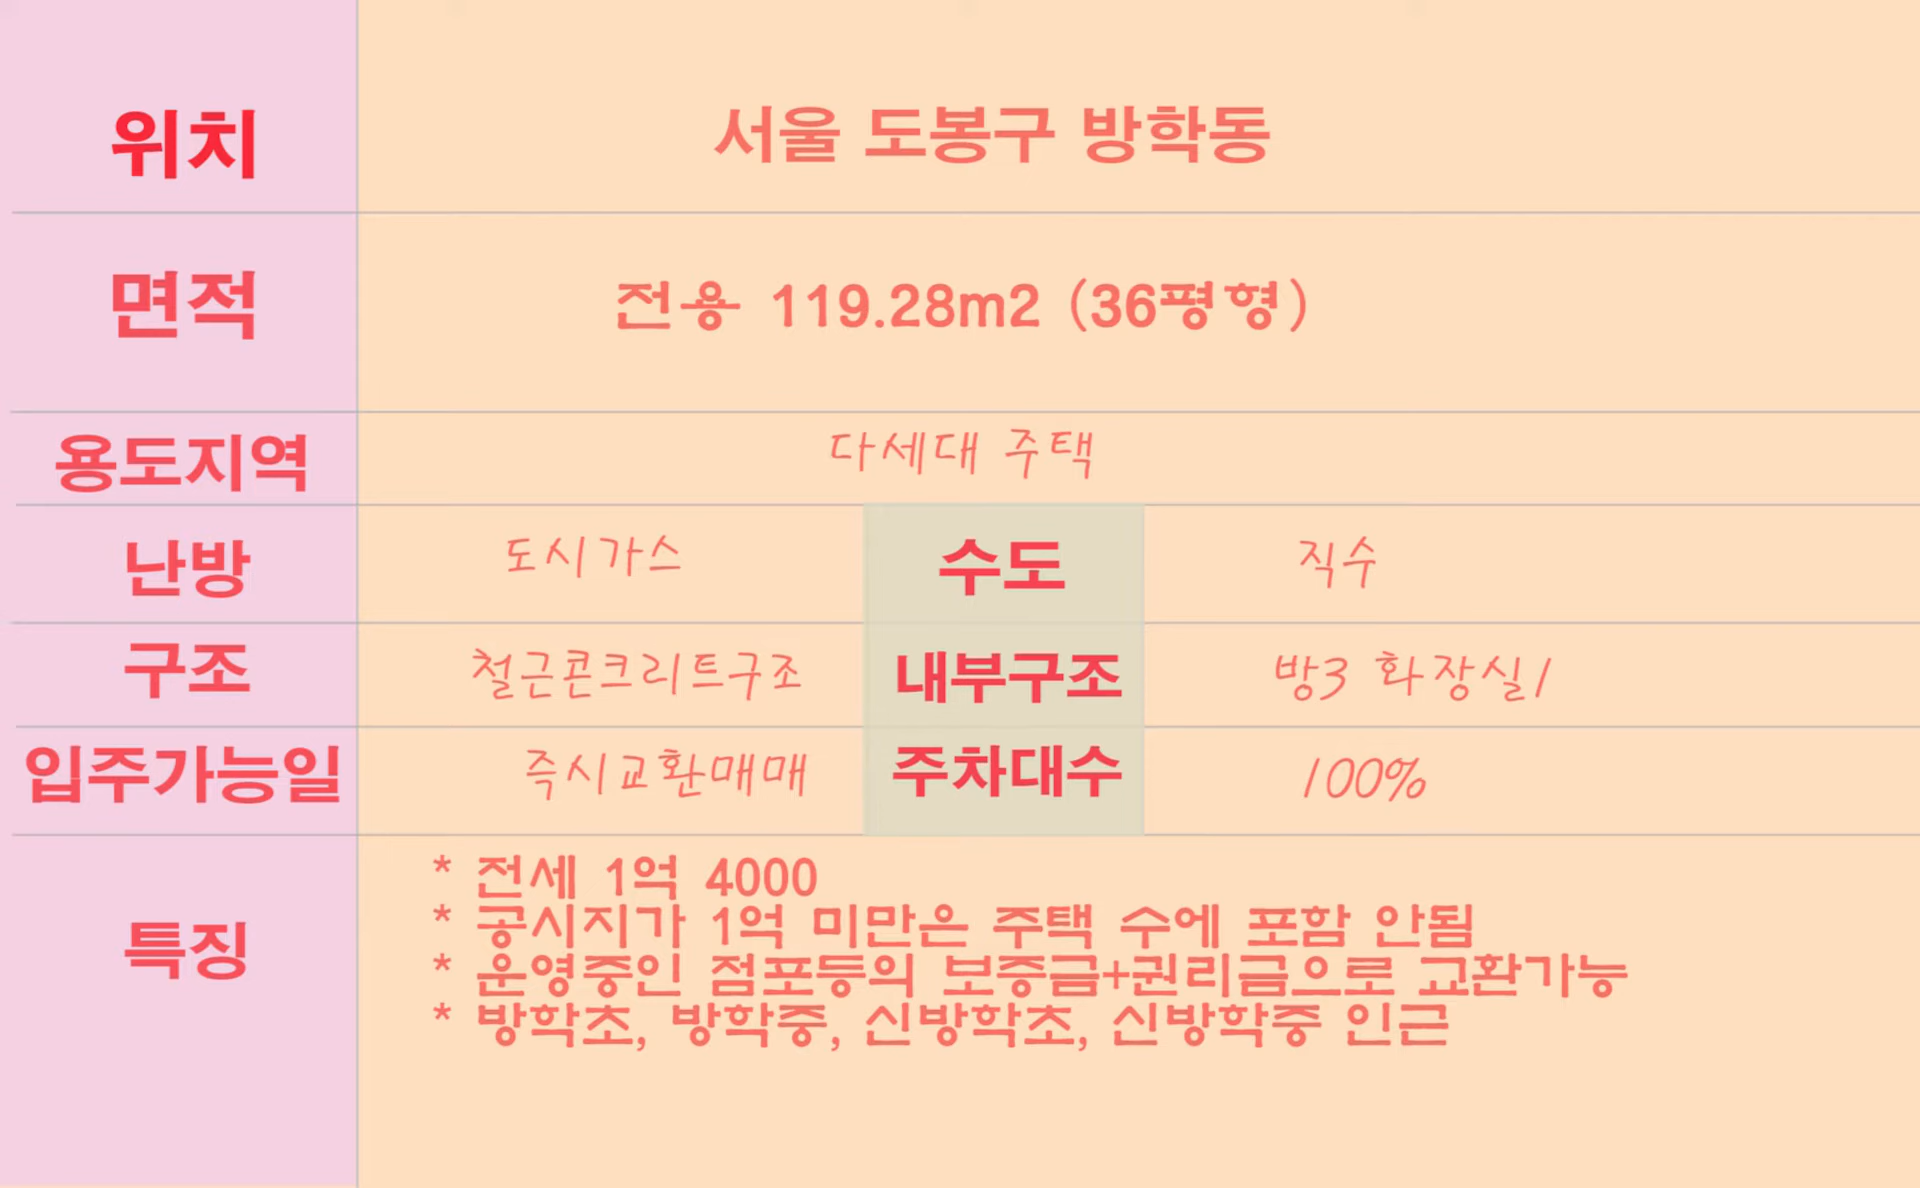 위치 서울 도봉구 방학동
면적 전용 119.28m2 (36평형)
용도지역 다세대 주택
난방 도시가스 수도 직수
구조 철근콘크리트구조 내부구조 방3 화장실1
입주가능일 즉시교환매매 주차대수 100%
특징
* 전세 1억 4000
* 공시지가 1억 미만은 주택 수에 포함 안됨
* 운영중인 점포등의 보증금+권리금으로 교환가능
* 방학초, 방학중, 신방학초, 신방학중 인근